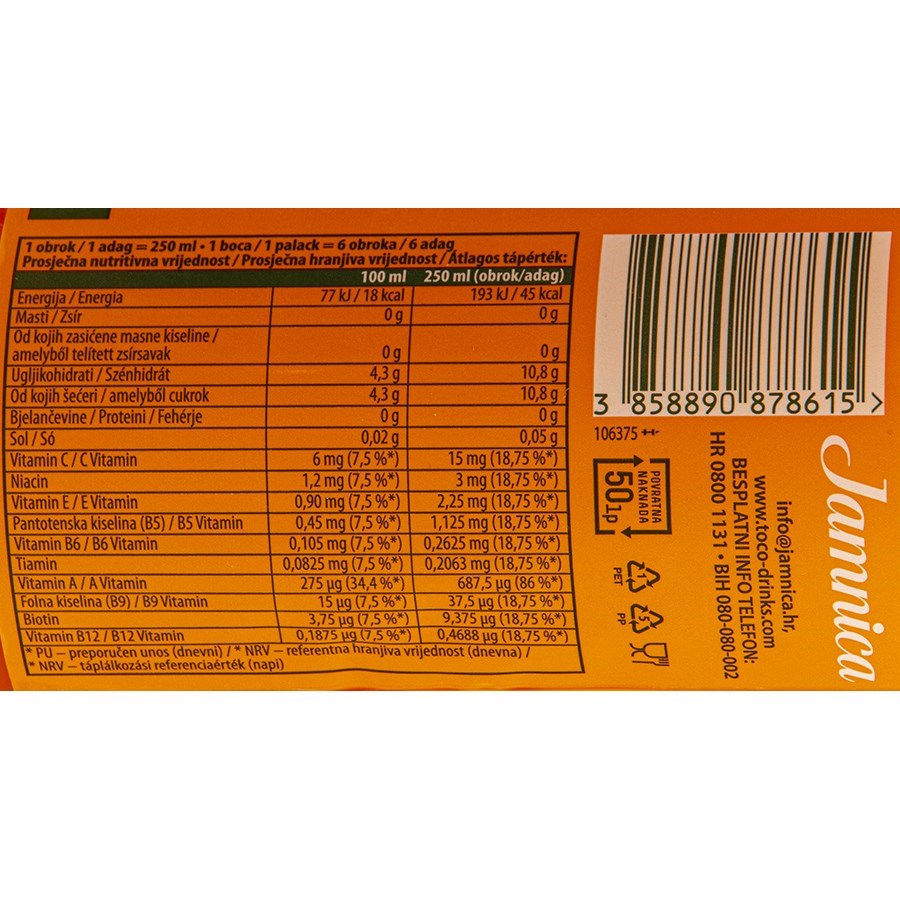 1 obrok / 1 adag = 250 ml • 1 boca / 1 palack = 6 obroka / 6 adag
Prosječna nutritivna vrijednost / Prosječna hranjiva vrijednost / Átlagos tápérték:
100 ml 250 ml (obrok/adag)
Energija / Energia 77 kJ / 18 kcal 193 kJ / 45 kcal
Masti / Zsír 0 g 0 g
Od kojih zasićene masne kiseline /
amelyből telített zsírsavak 0 g 0 g
Ugljikohidrati / Szénhidrát 4,3 g 10,8 g
Od kojih šećeri / amelyből cukrok 4,3 g 10,8 g
Bjelančevine / Proteini / Fehérje 0 g 0 g
Sol / Só 0,02 g 0,05 g
Vitamin C / C Vitamin 6 mg (7,5 %*) 15 mg (18,75 %*)
Niacin 1,2 mg (7,5 %*) 3 mg (18,75 %*)
Vitamin E / E Vitamin 0,90 mg (7,5 %*) 2,25 mg (18,75 %*)
Pantotenska kiselina (B5) / B5 Vitamin 0,45 mg (7,5 %*) 1,125 mg (18,75 %*)
Vitamin B6 / B6 Vitamin 0,105 mg (7,5 %*) 0,2625 mg (18,75 %*)
Tiamin 0,0825 mg (7,5 %*) 0,2063 mg (18,75 %*)
Vitamin A / A Vitamin 275 µg (34,4 %*) 687,5 µg (86 %*)
Folna kiselina (B9) / B9 Vitamin 15 µg (7,5 %*) 37,5 µg (18,75 %*)
Biotin 3,75 µg (7,5 %*) 9,375 µg (18,75 %*)
Vitamin B12 / B12 Vitamin 0,1875 µg (7,5 %*) 0,4688 µg (18,75 %*)
* PU – preporučen unos (dnevni) / * NRV – referentna hranjiva vrijednost (dnevna) /
* NRV – táplálkozási referenciaérték (napi)
3 858890 878615 >
106375
POVRATNA
NAKNADA
50 lp
1
PET
5
PP
info@jamnica.hr,
www.toco-drinks.com
BESPLATNI INFO TELEFON:
HR 0800 1131 • BIH 080-080-002
Jamnica